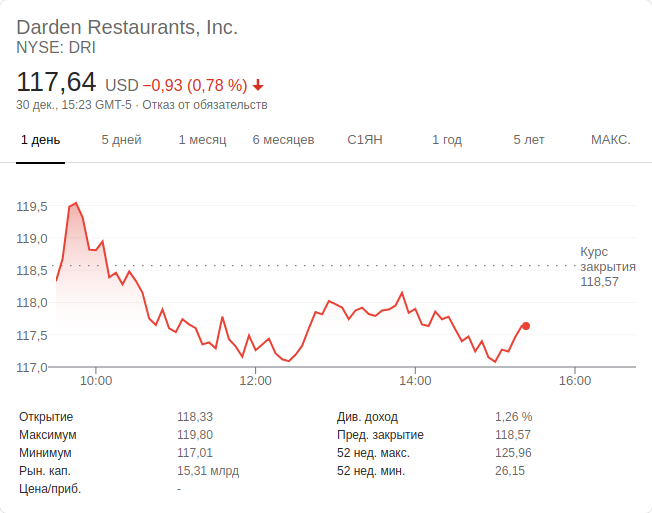 Darden Restaurants, Inc.
NYSE: DRI
117,64 USD −0,93 (0,78 %)
30 дек., 15:23 GMT-5 · Отказ от обязательств
1 день 5 дней 1 месяц 6 месяцев С1ЯН 1 год 5 лет МАКС.
119,5
119,0
118,5
118,0
117,5
117,0
Курс
закрытия
118,57
10:00 12:00 14:00 16:00
Открытие 118,33 Див. доход 1,26 %
Максимум 119,80 Пред. закрытие 118,57
Минимум 117,01 52 нед. макс. 125,96
Рын. кап. 15,31 млрд 52 нед. мин. 26,15
Цена/приб. -